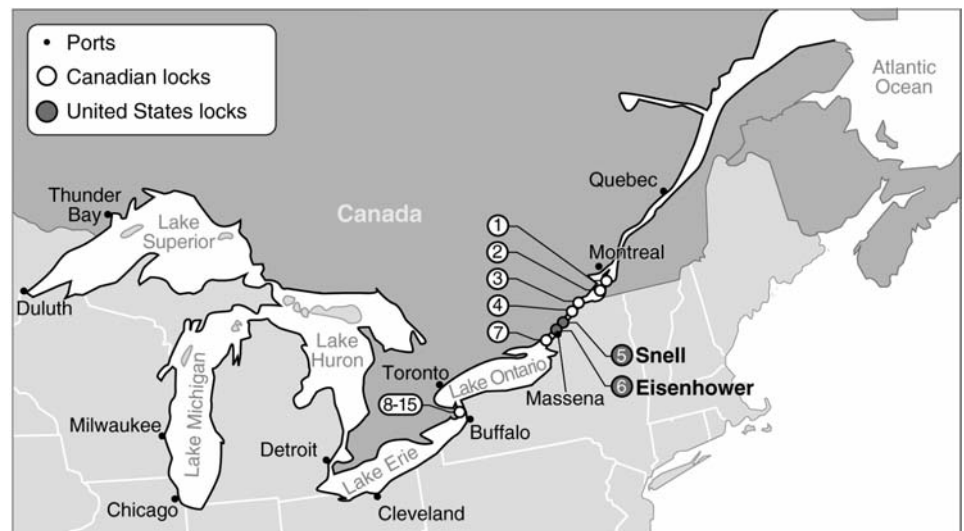 Ports
Canadian locks
United States locks
Atlantic
Ocean
Quebec
Thunder
Bay
Canada
Lake
Superior
1
Montreal
2
3
Duluth
4
7
Lake
Huron
5 Snell
Toronto
Lake Ontario
6 Eisenhower
Massena
8-15
Lake Michigan
Milwaukee
Buffalo
Detroit
Lake Erie
Chicago
Cleveland